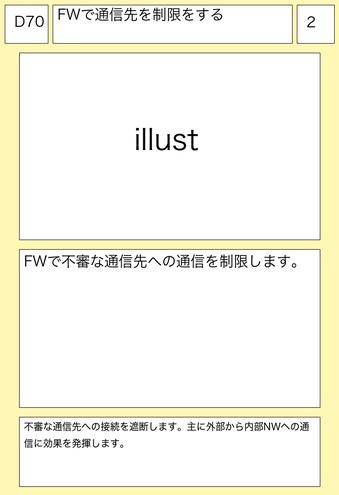 D70
FWで通信先を制限をする
2
illust
FWで不審な通信先への通信を制限します。
不審な通信先への接続を遮断します。主に外部から内部NWへの通
信に効果を発揮します。